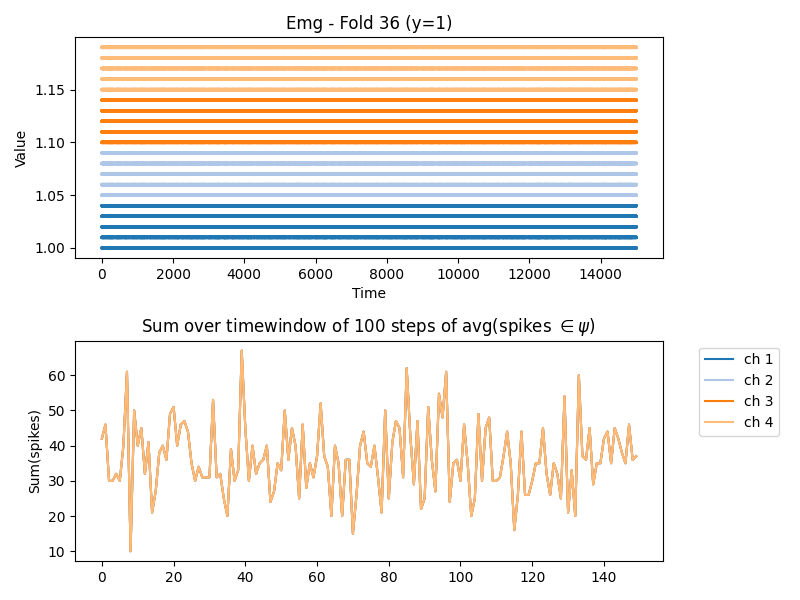 Emg - Fold 36 (y=1)
Value
1.15
1.10
1.05
1.00
0 2000 4000 6000 8000 10000 12000 14000
Time
Sum over timewindow of 100 steps of avg(spikes ∈ ψ)
Sum(spikes)
60
50
40
30
20
10
0 20 40 60 80 100 120 140
ch 1
ch 2
ch 3
ch 4